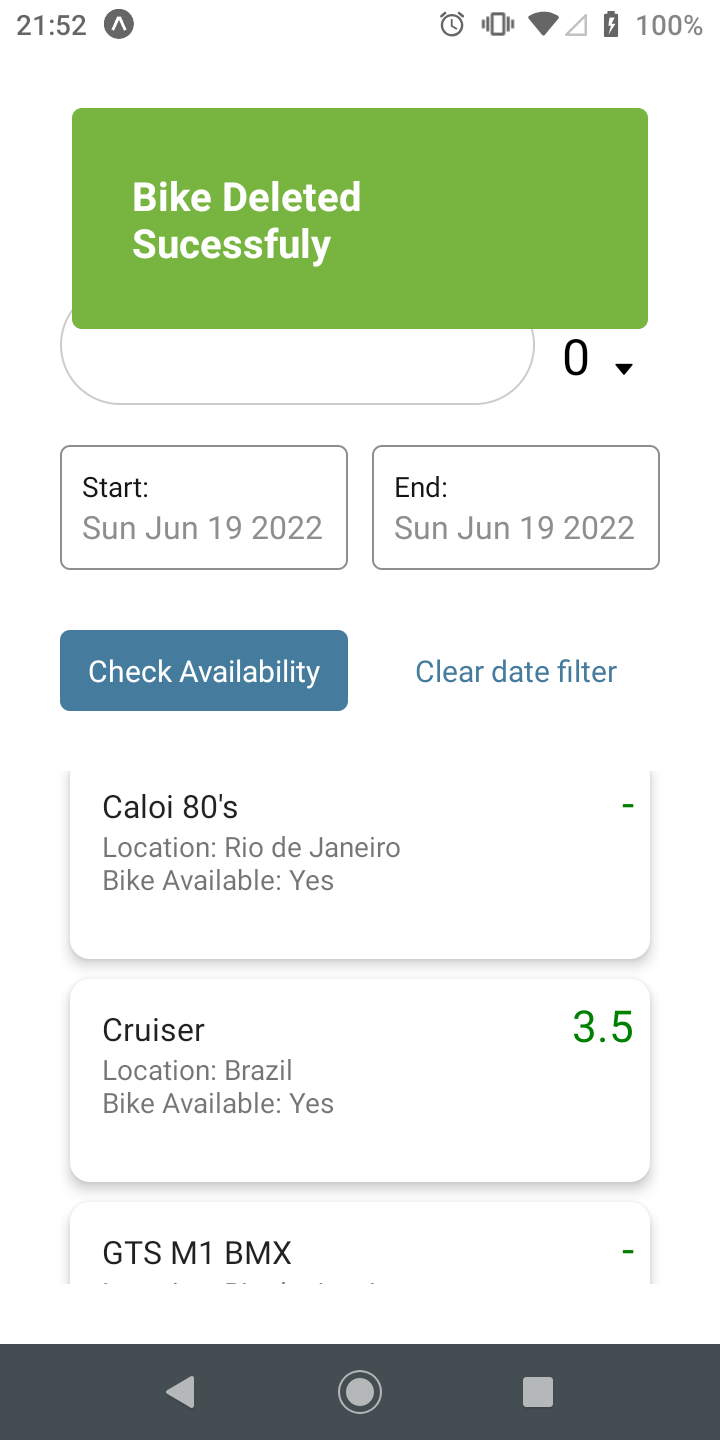 21:52
100%
Bike Deleted
Sucessfuly
0
Start:
Sun Jun 19 2022
End:
Sun Jun 19 2022
Check Availability
Clear date filter
Caloi 80's
-
Location: Rio de Janeiro
Bike Available: Yes
Cruiser
3.5
Location: Brazil
Bike Available: Yes
GTS M1 BMX
-